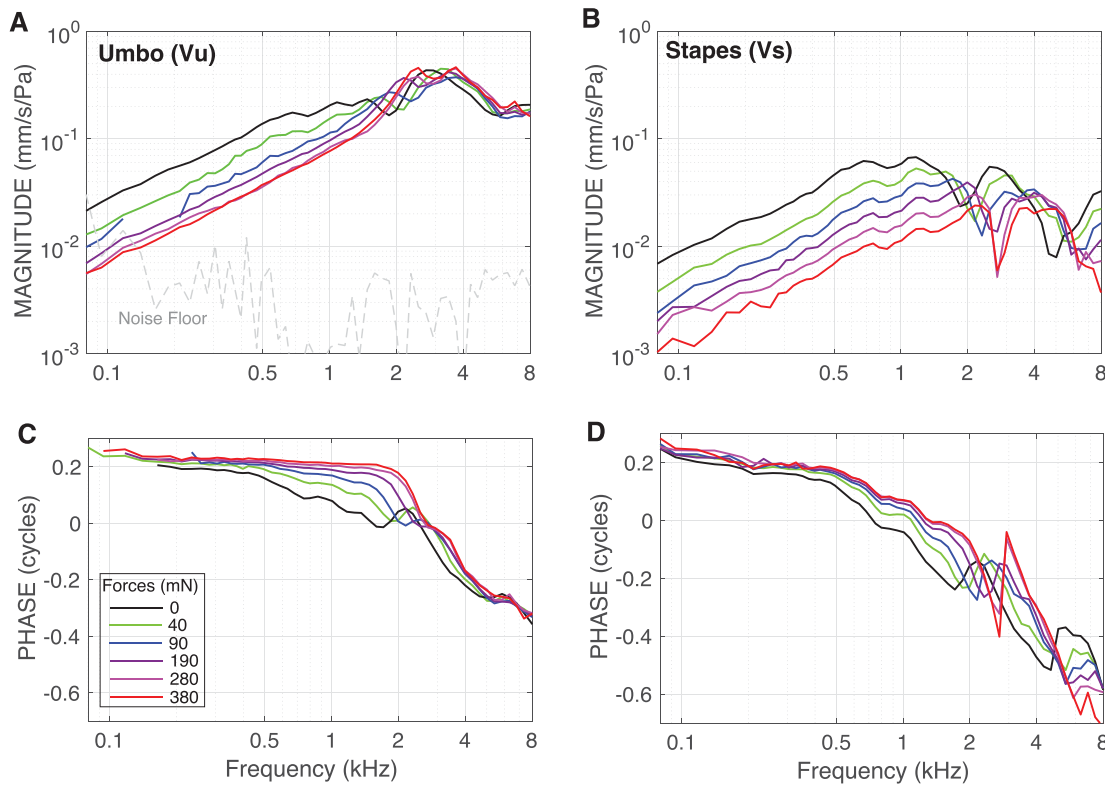 A
Umbo (Vu)
MAGNITUDE (mm/s/Pa)
10^0
10^-1
10^-2
10^-3
Noise Floor
0.1 0.5 1 2 4 8
B
Stapes (Vs)
MAGNITUDE (mm/s/Pa)
10^0
10^-1
10^-2
10^-3
0.1 0.5 1 2 4 8
C
PHASE (cycles)
0.2
0
-0.2
-0.4
-0.6
Forces (mN)
0
40
90
190
280
380
0.1 0.5 1 2 4 8
Frequency (kHz)
D
PHASE (cycles)
0.2
0
-0.2
-0.4
-0.6
0.1 0.5 1 2 4 8
Frequency (kHz)